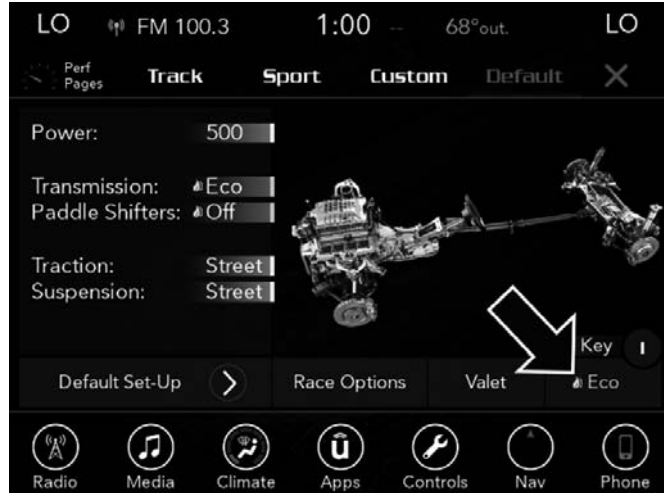 LO FM 100.3 1:00 -- 68°out. LO
Perf
Pages
Track Sport Custom Default
Power: 500
Transmission: Eco
Paddle Shifters: Off
Traction: Street
Suspension: Street
Key I
Default Set-Up Race Options Valet Eco
û
Radio Media Climate Apps Controls Nav Phone